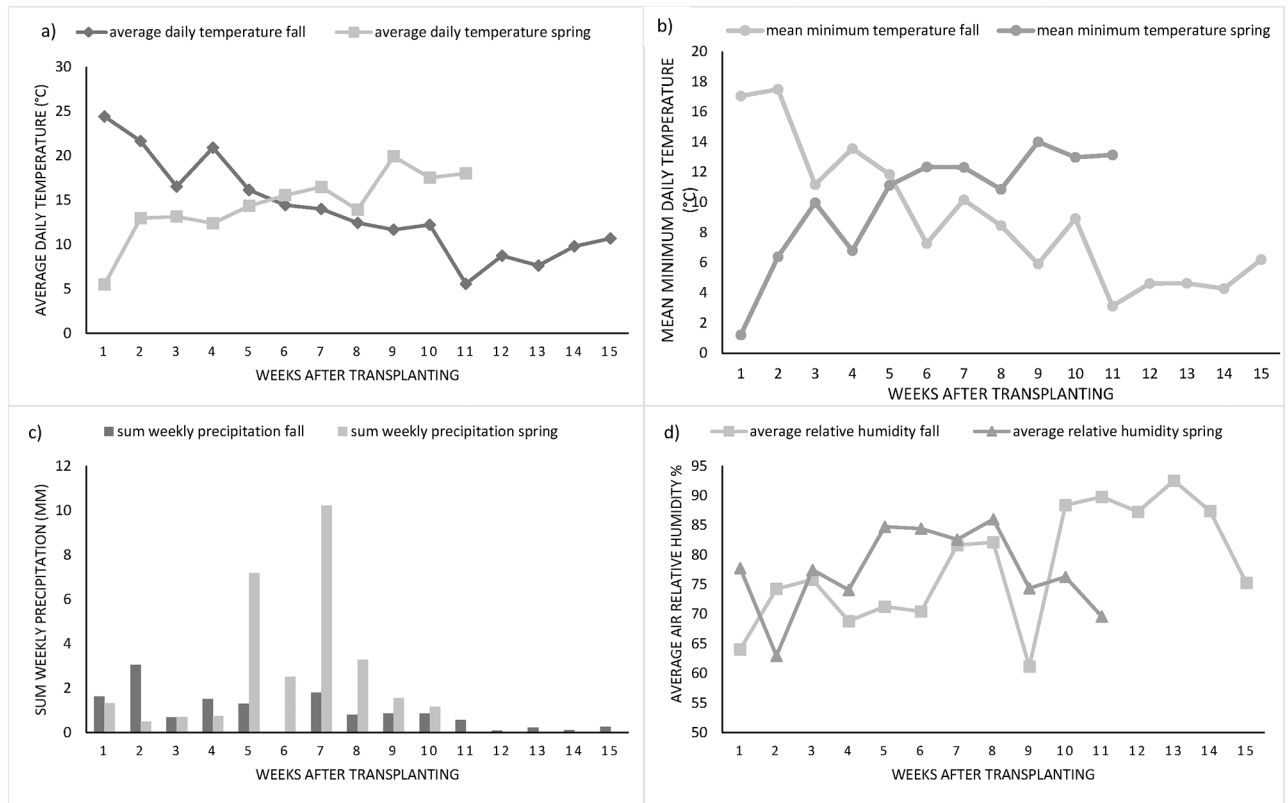 a)
average daily temperature fall
average daily temperature spring
AVERAGE DAILY TEMPERATURE (°C)
30
25
20
15
10
5
0
1 2 3 4 5 6 7 8 9 10 11 12 13 14 15
WEEKS AFTER TRANSPLANTING
b)
mean minimum temperature fall
mean minimum temperature spring
MEAN MINIMUM DAILY TEMPERATURE
(°C)
20
18
16
14
12
10
8
6
4
2
0
1 2 3 4 5 6 7 8 9 10 11 12 13 14 15
WEEKS AFTER TRANSPLANTING
c)
sum weekly precipitation fall
sum weekly precipitation spring
SUM WEEKLY PRECIPITATION (MM)
12
10
8
6
4
2
0
1 2 3 4 5 6 7 8 9 10 11 12 13 14 15
WEEKS AFTER TRANSPLANTING
d)
average relative humidity fall
average relative humidity spring
AVERAGE AIR RELATIVE HUMIDITY %
95
90
85
80
75
70
65
60
55
50
1 2 3 4 5 6 7 8 9 10 11 12 13 14 15
WEEKS AFTER TRANSPLANTING